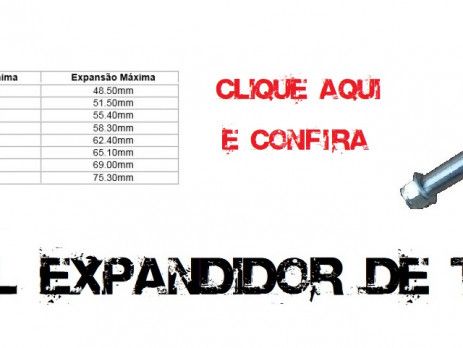 Expansão Máxima
48.50mm
51.50mm
55.40mm
58.30mm
62.40mm
65.10mm
69.00mm
75.30mm
CLIQUE AQUI
E CONFIRA
EXPANDIDOR DE